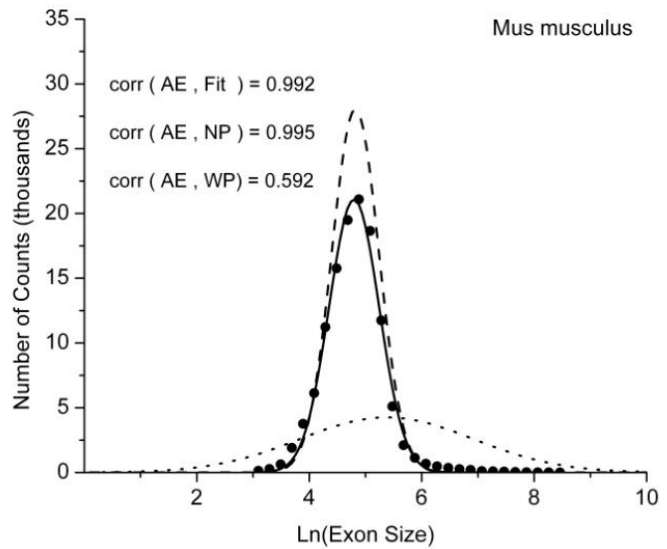 Mus musculus
corr ( AE , Fit ) = 0.992
corr ( AE , NP ) = 0.995
corr ( AE , WP) = 0.592
Number of Counts (thousands)
35
30
25
20
15
10
5
0
2
4
6
8
10
Ln(Exon Size)